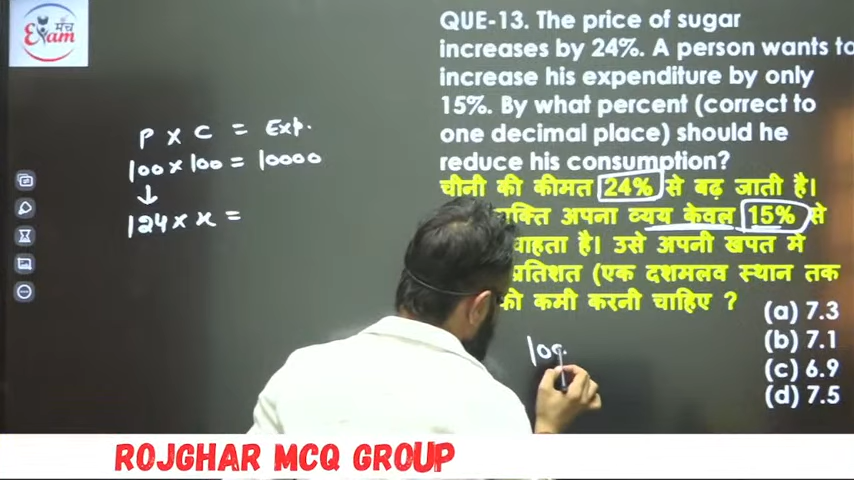 Exam मंच
QUE-13. The price of sugar
increases by 24%. A person wants to
increase his expenditure by only
15%. By what percent (correct to
one decimal place) should he
reduce his consumption?
चीनी की कीमत 24% से बढ़ जाती है।
अपना व्यय केवल 15% से
चाहता है। उसे अपनी खपत में
प्रतिशत (एक दशमलव स्थान तक
कमी करनी चाहिए ?
(a) 7.3
(b) 7.1
(c) 6.9
(d) 7.5
P x C = Exp.
100 x 100 = 10000
↓
124 x x =
100
ROJGHAR MCQ GROUP